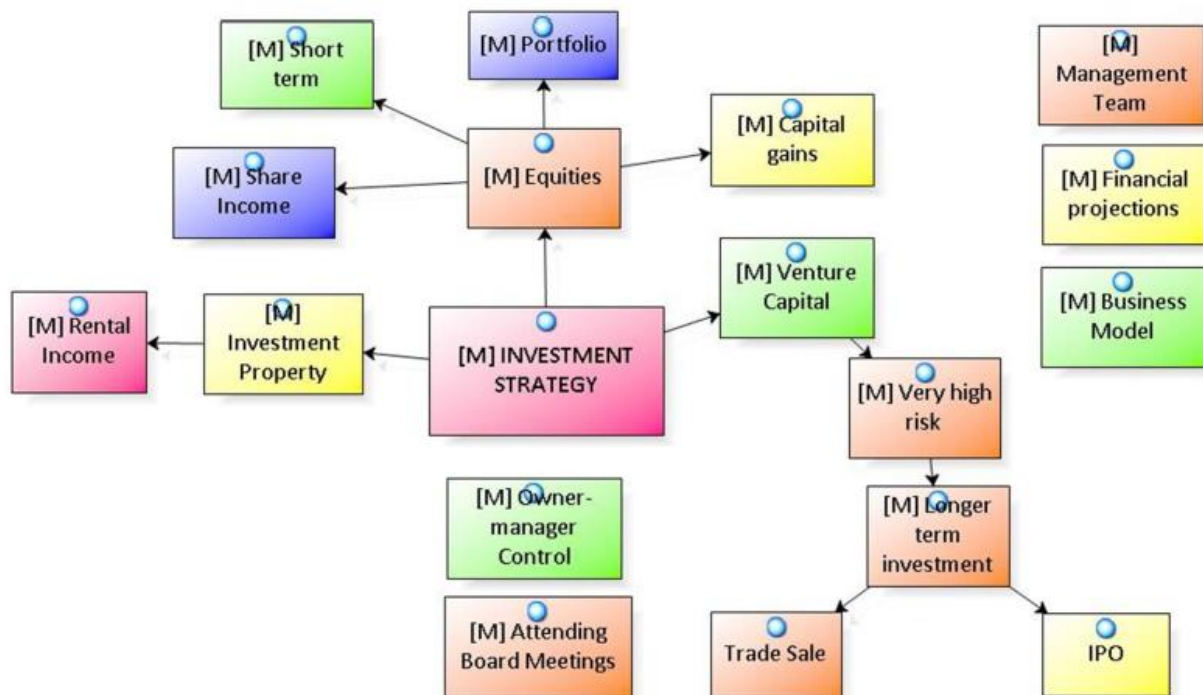 [M] Short
term
[M] Portfolio
[M]
Management
Team
[M] Capital
gains
[M] Share
Income
[M] Equities
[M] Financial
projections
[M] Rental
Income
[M]
Investment
Property
[M] INVESTMENT
STRATEGY
[M] Venture
Capital
[M] Business
Model
[M] Very high
risk
[M] Owner-
manager
Control
[M] Longer
term
investment
[M] Attending
Board Meetings
Trade Sale
IPO